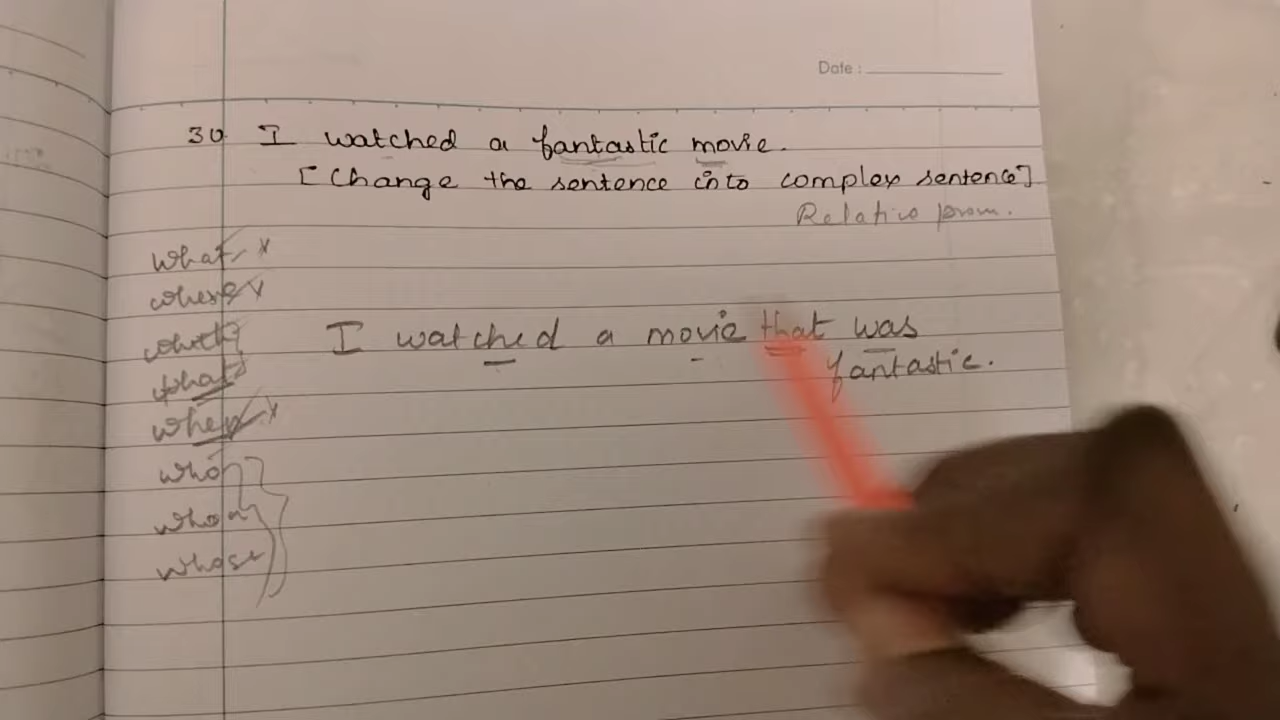 Date :
30. I watched a fantastic movie.
[Change the sentence into complex sentence]
Relative pron.
what x
where x
which
that
when x
who
whom
whose
I watched a movie that was
fantastic.